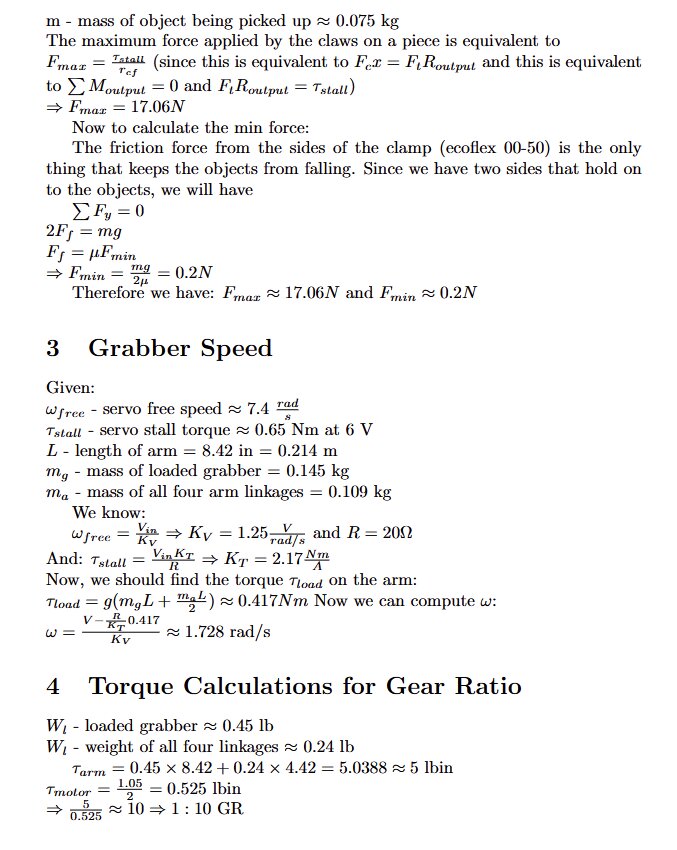 m - mass of object being picked up ≈ 0.075 kg
The maximum force applied by the claws on a piece is equivalent to
F_max = τ_stall / r_cf (since this is equivalent to F_c x = F_t R_output and this is equivalent
to ∑ M_output = 0 and F_t R_output = τ_stall)
⇒ F_max = 17.06N
Now to calculate the min force:
The friction force from the sides of the clamp (ecoflex 00-50) is the only
thing that keeps the objects from falling. Since we have two sides that hold on
to the objects, we will have
∑ F_y = 0
2F_f = mg
F_f = μF_min
⇒ F_min = mg / 2μ = 0.2N
Therefore we have: F_max ≈ 17.06N and F_min ≈ 0.2N
3 Grabber Speed
Given:
ω_free - servo free speed ≈ 7.4 rad/s
τ_stall - servo stall torque ≈ 0.65 Nm at 6 V
L - length of arm = 8.42 in = 0.214 m
m_g - mass of loaded grabber = 0.145 kg
m_a - mass of all four arm linkages = 0.109 kg
We know:
ω_free = V_in / K_V ⇒ K_V = 1.25 V / rad/s and R = 20Ω
And: τ_stall = V_in K_T / R ⇒ K_T = 2.17 Nm / A
Now, we should find the torque τ_load on the arm:
τ_load = g(m_g L + m_a L / 2) ≈ 0.417Nm Now we can compute ω:
ω = (V − R/K_T 0.417) / K_V ≈ 1.728 rad/s
4 Torque Calculations for Gear Ratio
W_l - loaded grabber ≈ 0.45 lb
W_l - weight of all four linkages ≈ 0.24 lb
τ_arm = 0.45 × 8.42 + 0.24 × 4.42 = 5.0388 ≈ 5 lbin
τ_motor = 1.05 / 2 = 0.525 lbin
⇒ 5 / 0.525 ≈ 10 ⇒ 1 : 10 GR